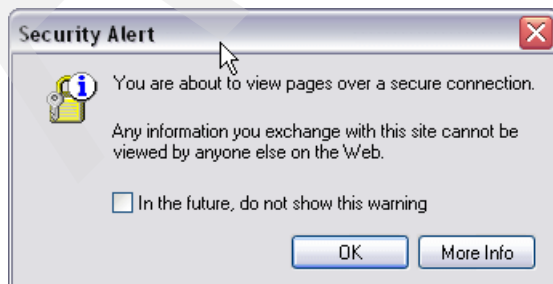 Security Alert
You are about to view pages over a secure connection.
Any information you exchange with this site cannot be
viewed by anyone else on the Web.
In the future, do not show this warning
OK
More Info